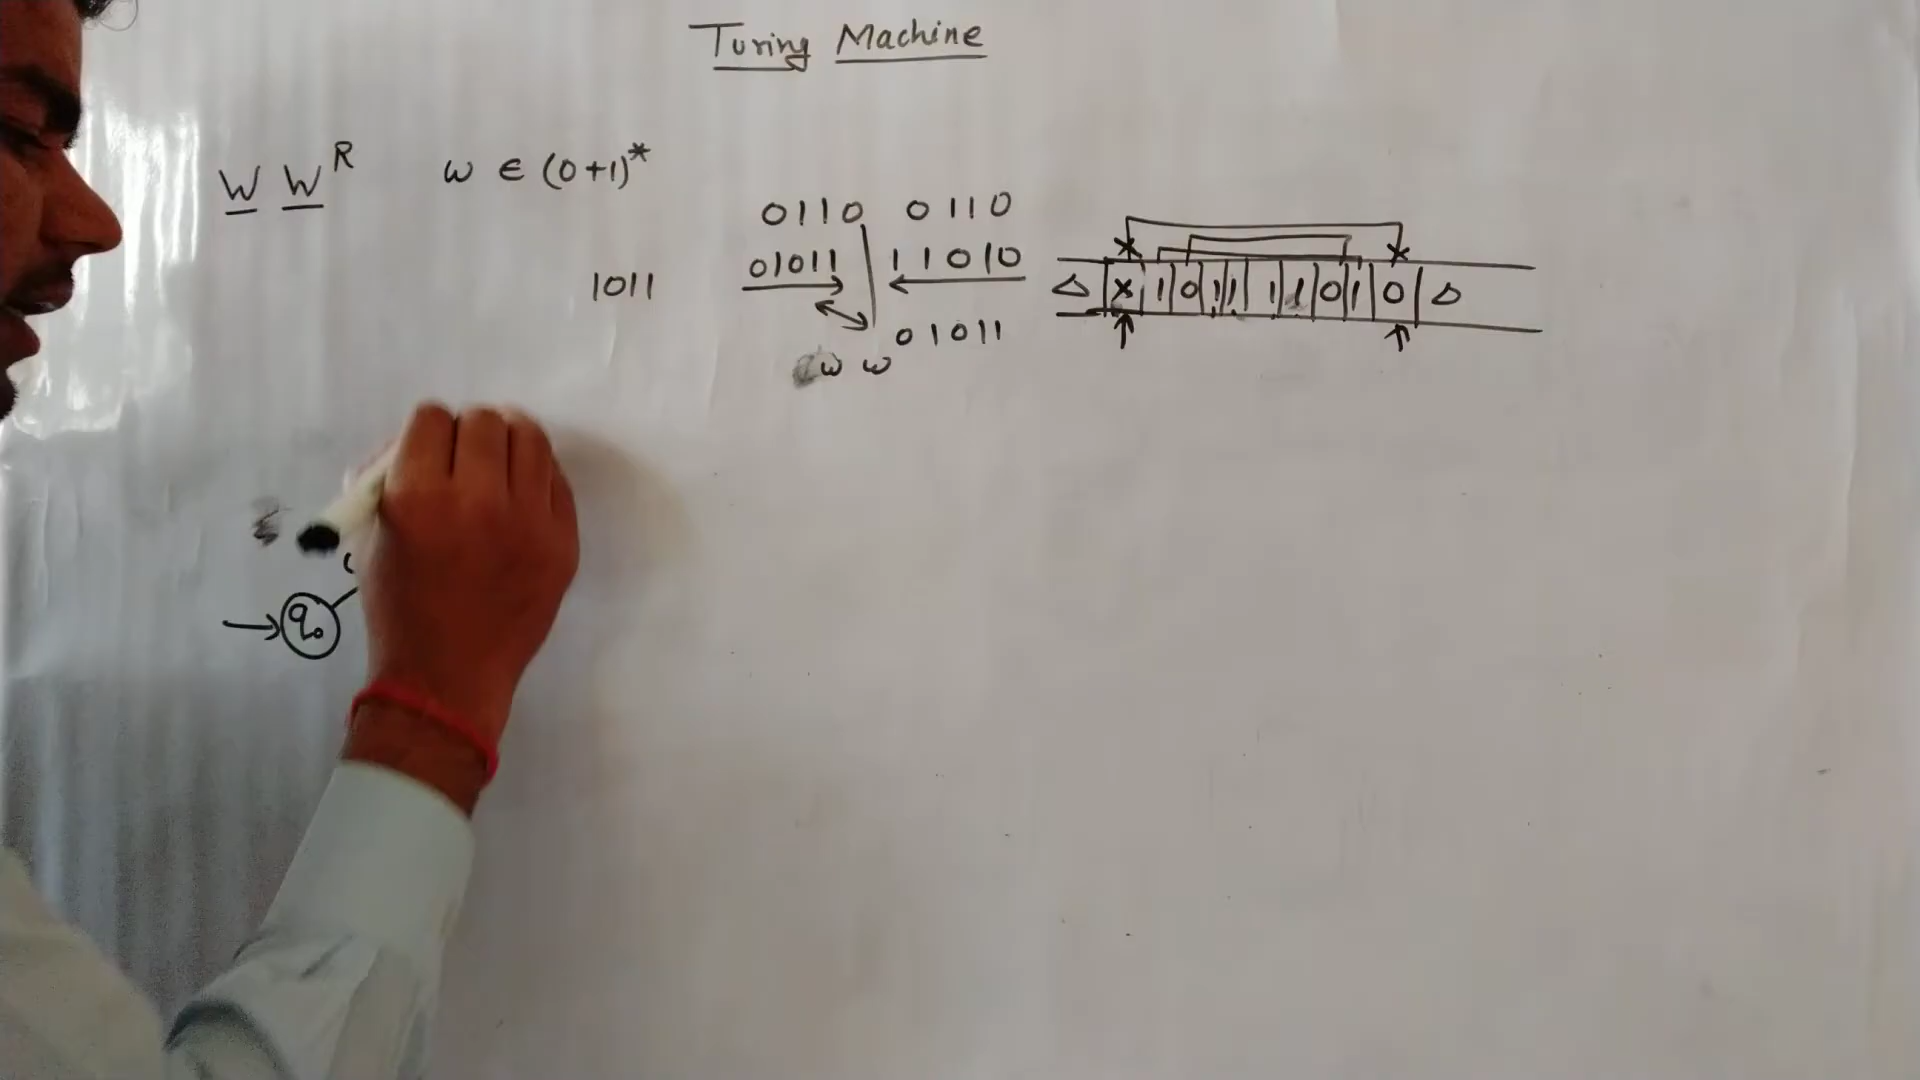 Turing Machine
W W^R w ∈ (0+1)*
0110 0110
01011 11010
1011
01011
w w
x x
Δ x 1 0 1 1 1 1 0 1 0 Δ
q₀